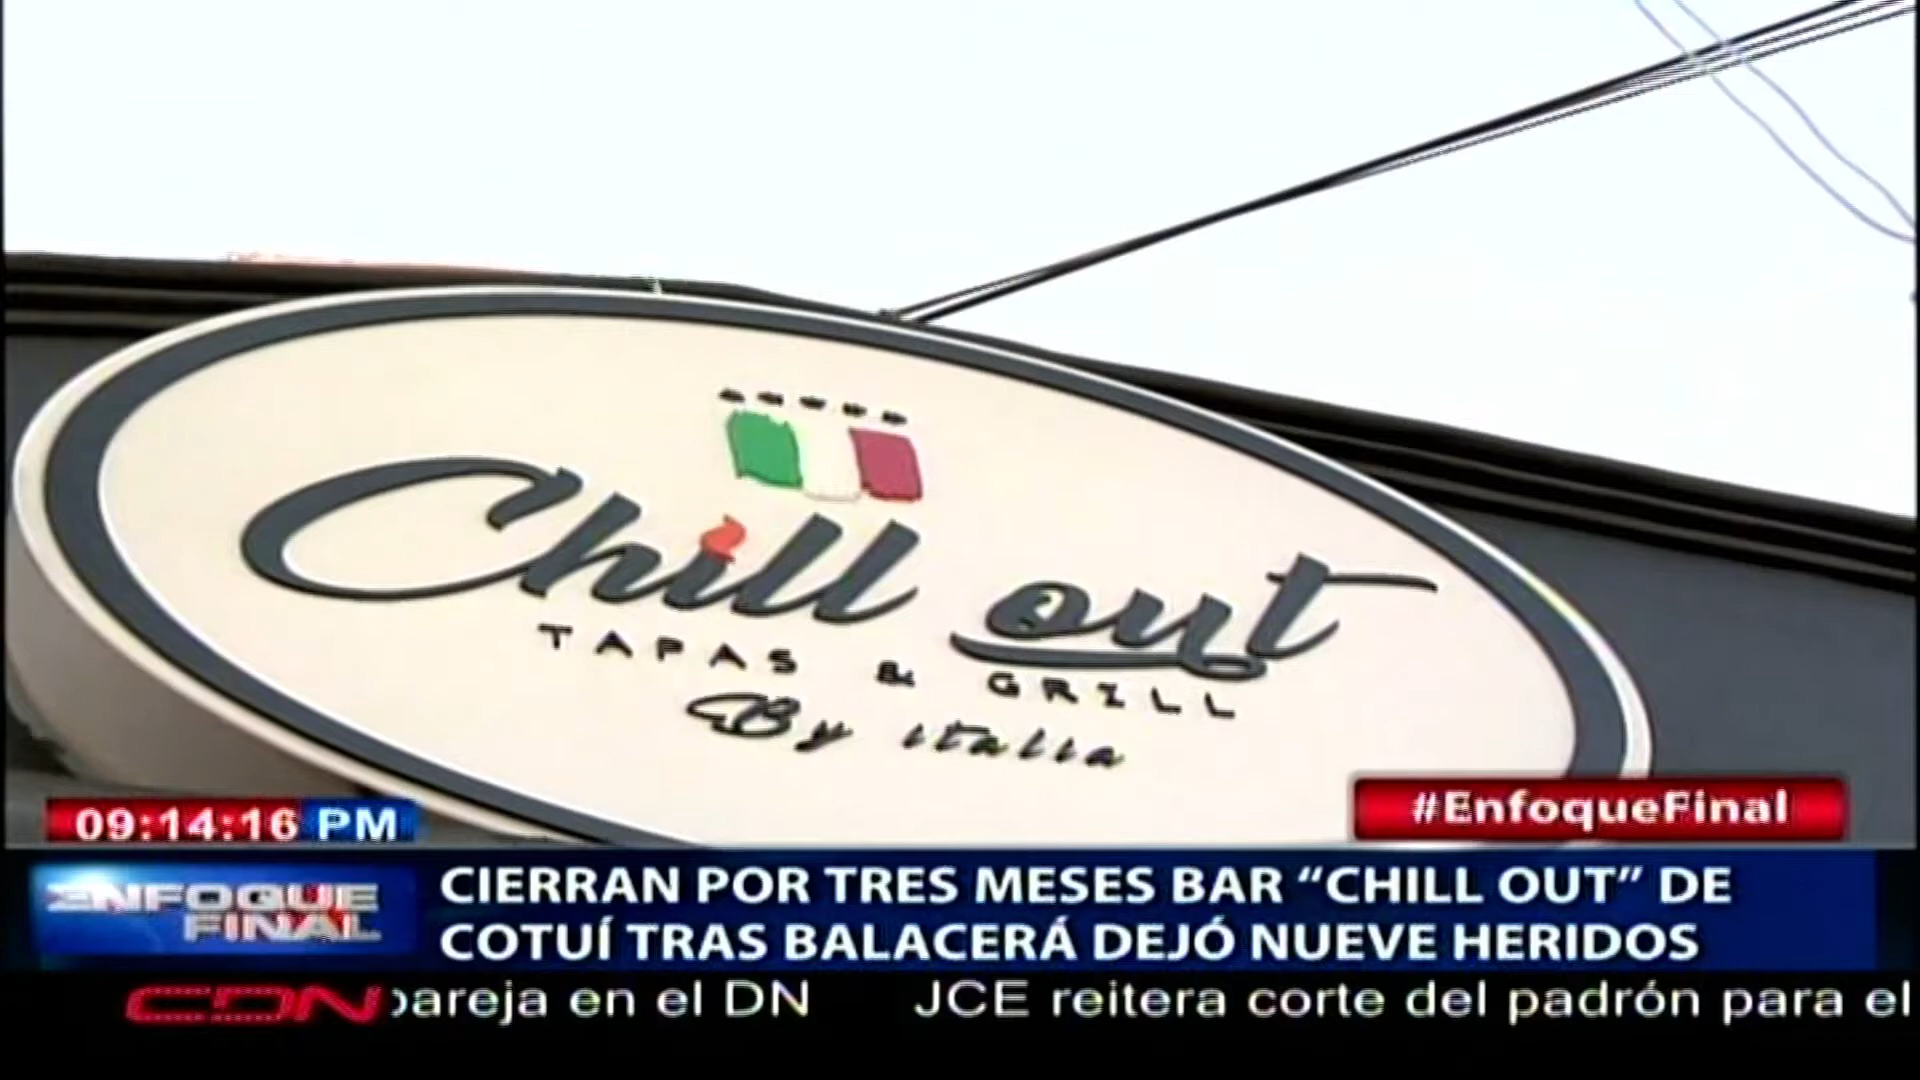 Chill out
TAPAS & GRILL
By italia
09:14:16 PM
#EnfoqueFinal
ENFOQUE
FINAL
CIERRAN POR TRES MESES BAR “CHILL OUT” DE
COTUÍ TRAS BALACERÁ DEJÓ NUEVE HERIDOS
CDN
pareja en el DN JCE reitera corte del padrón para el